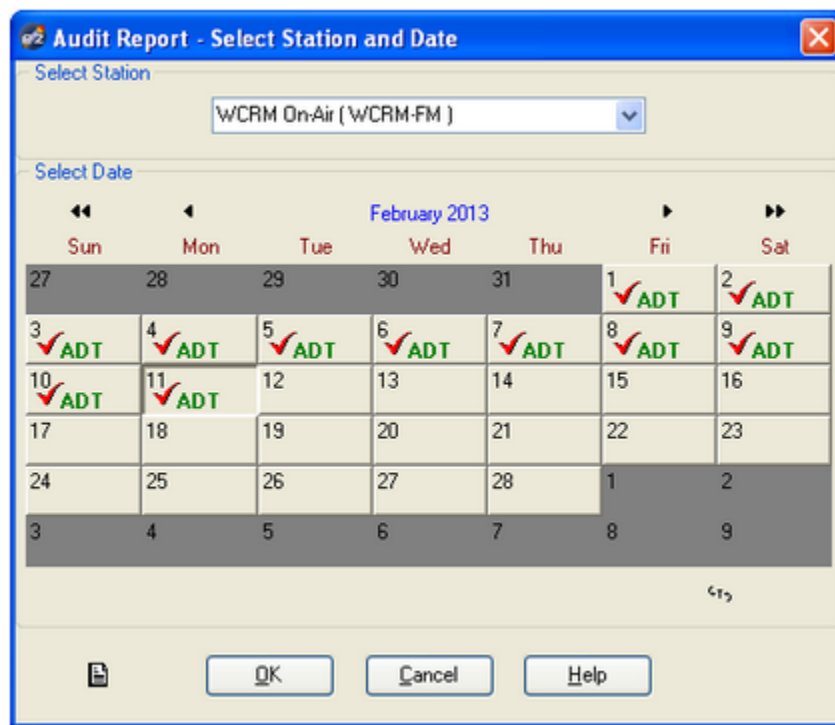 Audit Report - Select Station and Date
Select Station
WCRM On-Air ( WCRM-FM )
Select Date
February 2013
Sun Mon Tue Wed Thu Fri Sat
27 28 29 30 31 1 ADT 2 ADT
3 ADT 4 ADT 5 ADT 6 ADT 7 ADT 8 ADT 9 ADT
10 ADT 11 ADT 12 13 14 15 16
17 18 19 20 21 22 23
24 25 26 27 28 1 2
3 4 5 6 7 8 9
OK Cancel Help